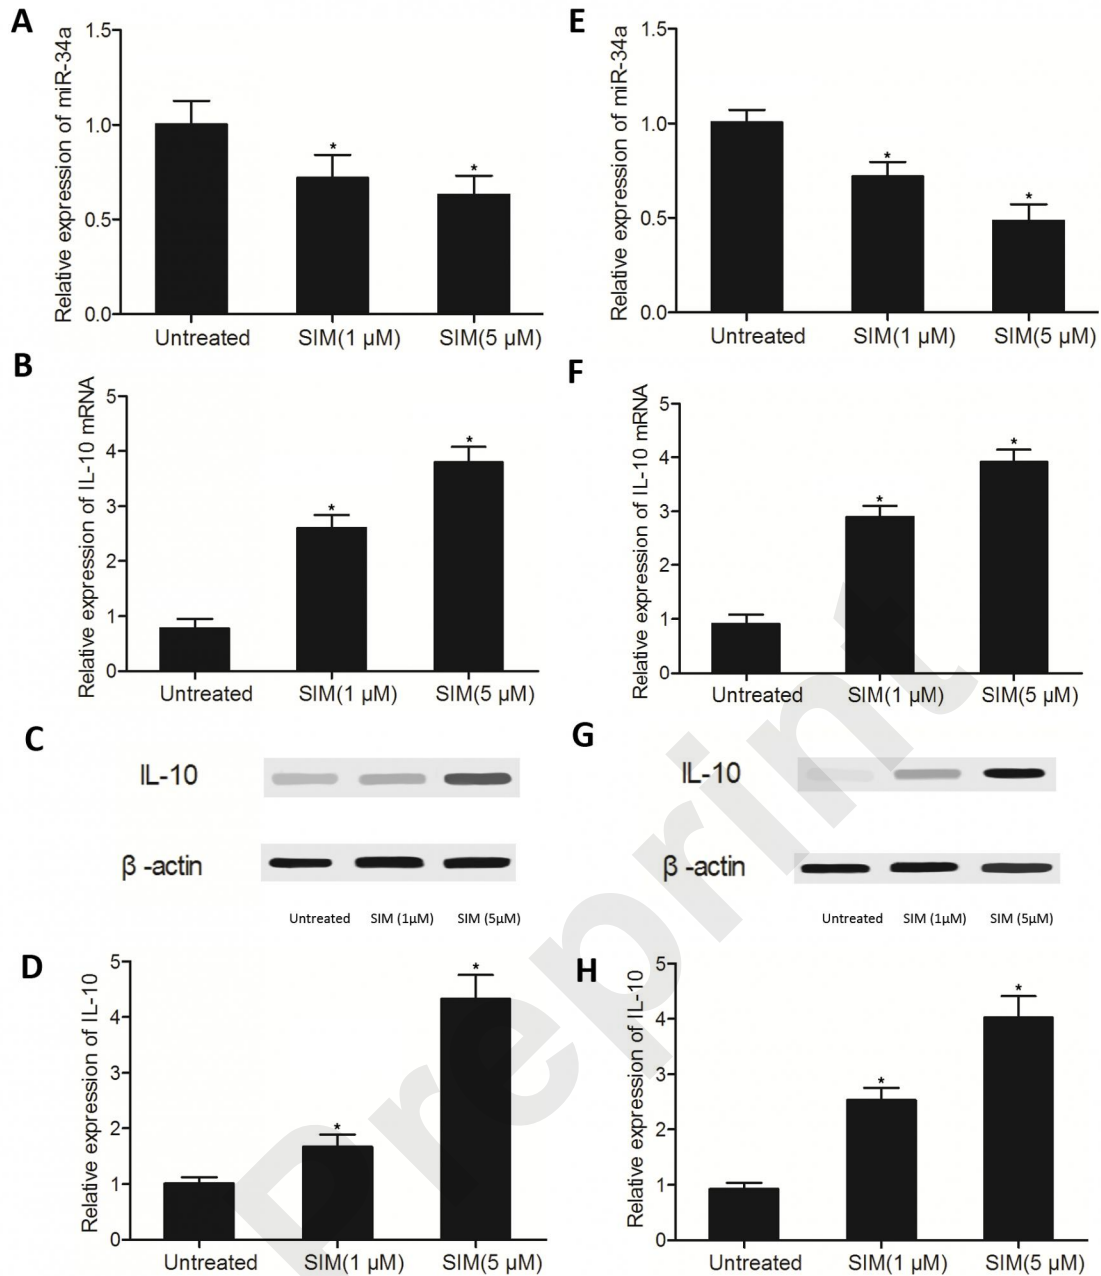 A
Relative expression of miR-34a
1.5
1.0
0.5
0.0
*
*
Untreated
SIM(1 µM)
SIM(5 µM)
E
Relative expression of miR-34a
1.5
1.0
0.5
0.0
*
*
Untreated
SIM(1 µM)
SIM(5 µM)
B
Relative expression of IL-10 mRNA
5
4
3
2
1
0
*
*
Untreated
SIM(1 µM)
SIM(5 µM)
F
Relative expression of IL-10 mRNA
5
4
3
2
1
0
*
*
Untreated
SIM(1 µM)
SIM(5 µM)
C
IL-10
β -actin
Untreated SIM (1µM) SIM (5µM)
G
IL-10
β -actin
Untreated SIM (1µM) SIM (5µM)
D
Relative expression of IL-10
5
4
3
2
1
0
*
*
Untreated
SIM(1 µM)
SIM(5 µM)
H
Relative expression of IL-10
5
4
3
2
1
0
*
*
Untreated
SIM(1 µM)
SIM(5 µM)
Preprint